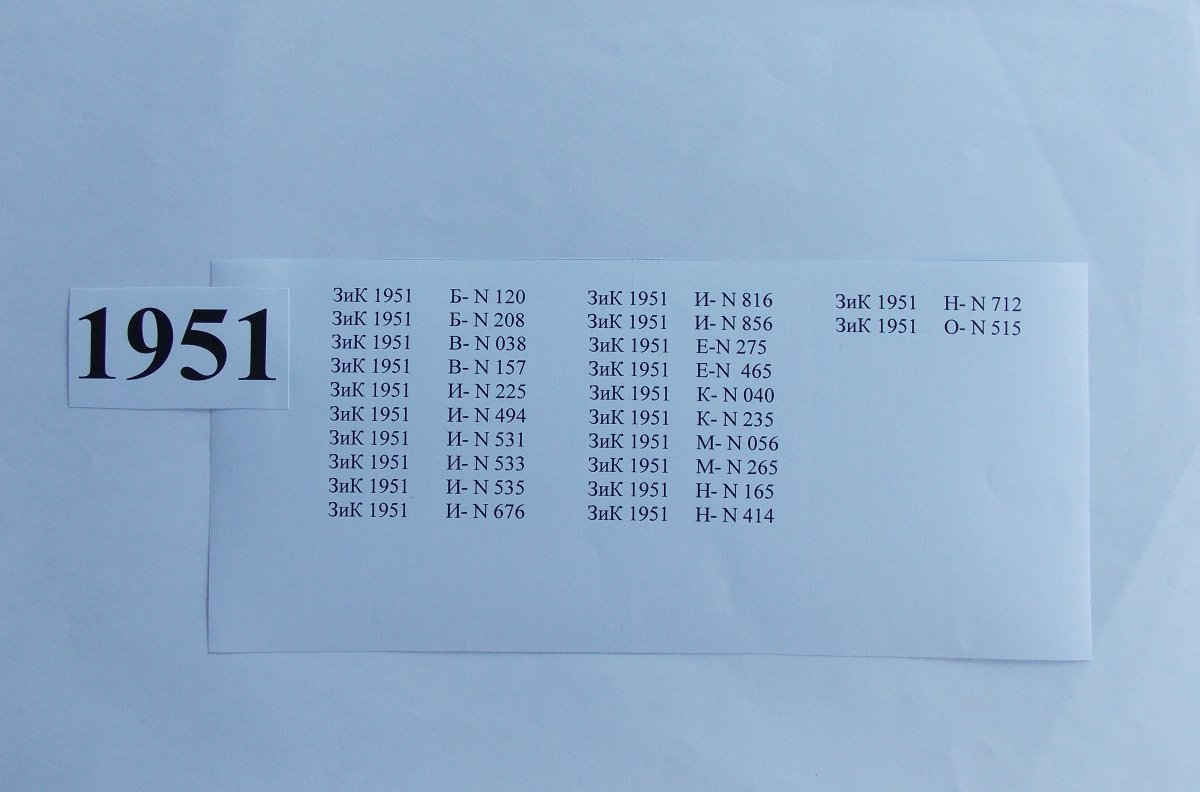 1951
ЗиК 1951 Б- N 120
ЗиК 1951 Б- N 208
ЗиК 1951 В- N 038
ЗиК 1951 В- N 157
ЗиК 1951 И- N 225
ЗиК 1951 И- N 494
ЗиК 1951 И- N 531
ЗиК 1951 И- N 533
ЗиК 1951 И- N 535
ЗиК 1951 И- N 676
ЗиК 1951 И- N 816
ЗиК 1951 И- N 856
ЗиК 1951 Е-N 275
ЗиК 1951 Е-N 465
ЗиК 1951 К- N 040
ЗиК 1951 К- N 235
ЗиК 1951 М- N 056
ЗиК 1951 М- N 265
ЗиК 1951 Н- N 165
ЗиК 1951 Н- N 414
ЗиК 1951 Н- N 712
ЗиК 1951 О- N 515